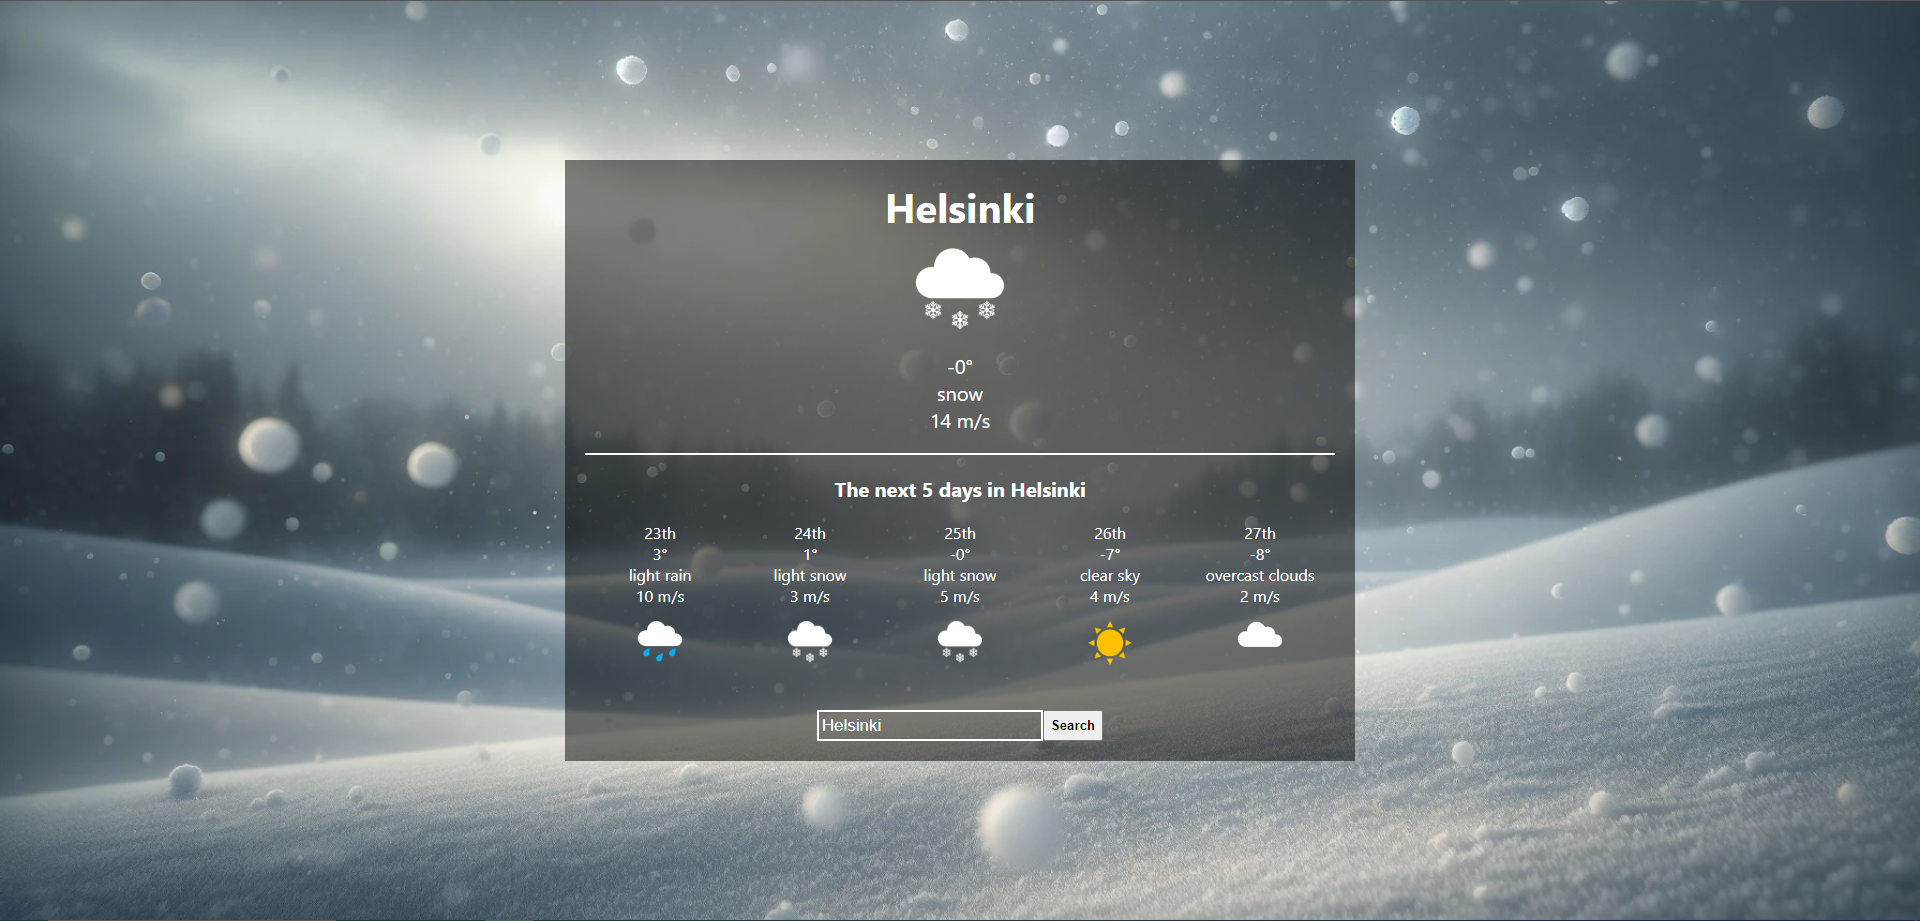 Helsinki
-0°
snow
14 m/s
The next 5 days in Helsinki
23th 24th 25th 26th 27th
3° 1° -0° -7° -8°
light rain light snow light snow clear sky overcast clouds
10 m/s 3 m/s 5 m/s 4 m/s 2 m/s
Helsinki Search